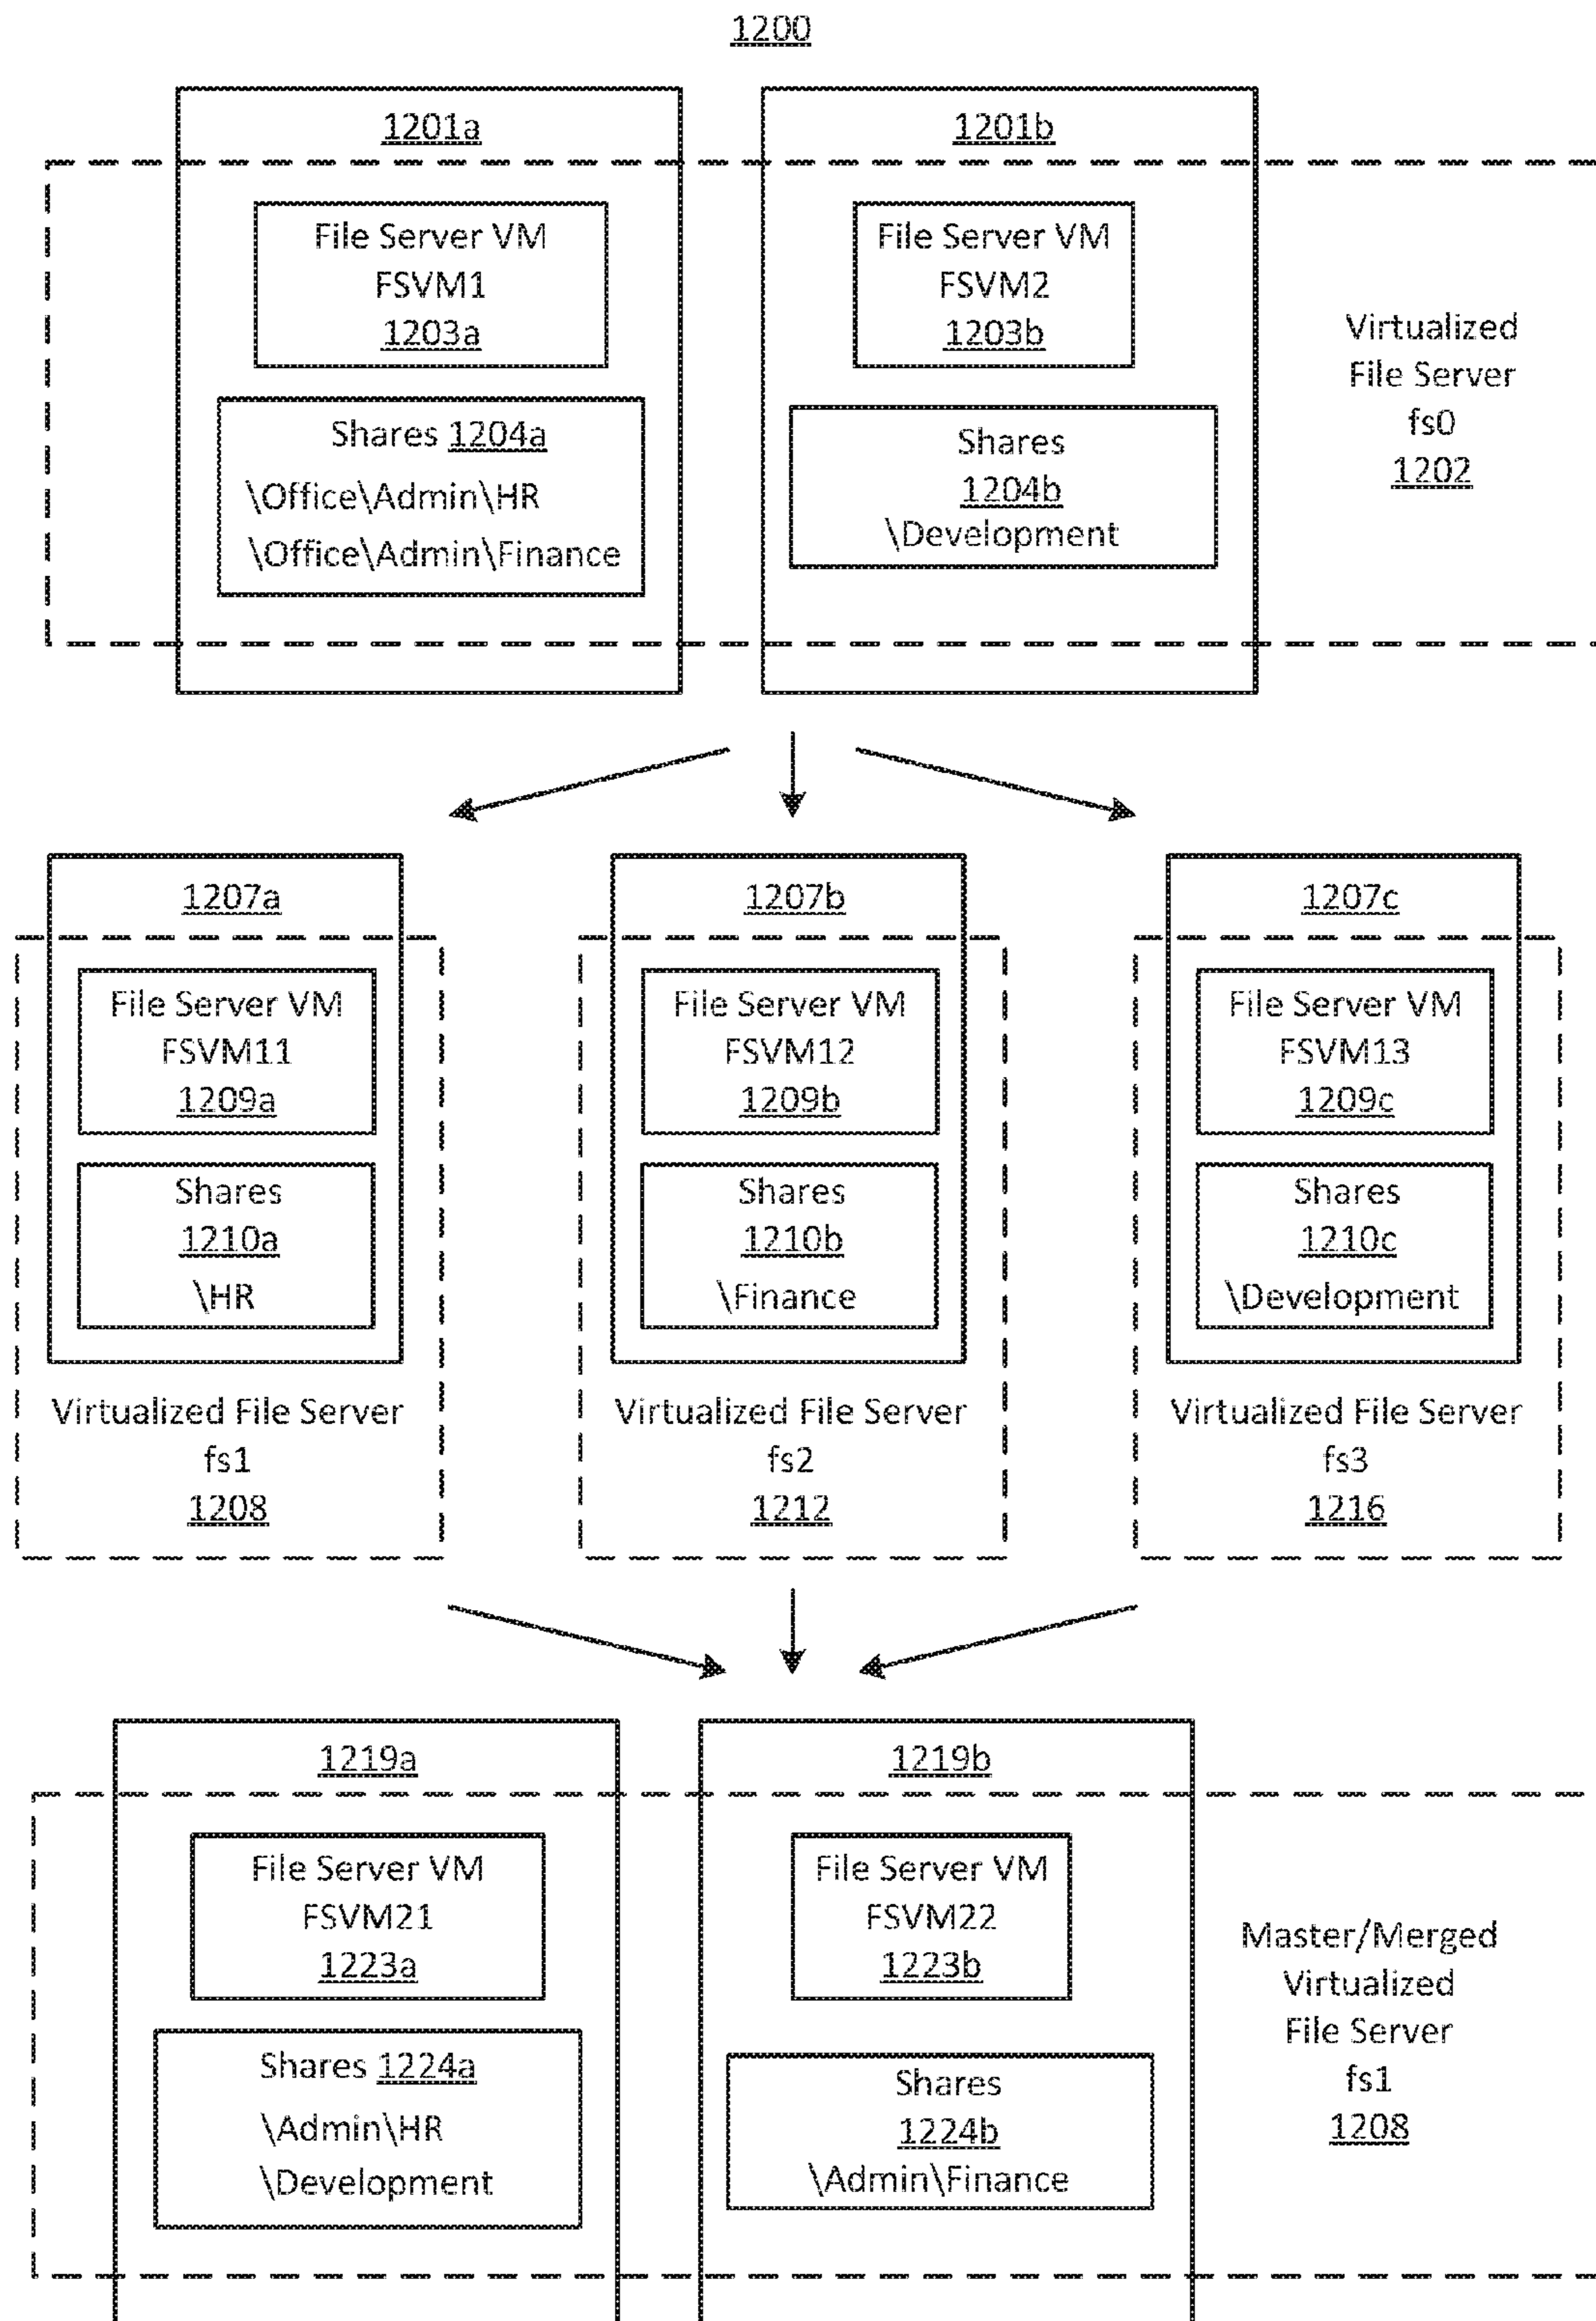 1200
1201a
1201b
File Server VM
FSVM1
1203a
File Server VM
FSVM2
1203b
Virtualized
File Server
fs0
1202
Shares 1204a
\Office\Admin\HR
\Office\Admin\Finance
Shares
1204b
\Development
1207a
1207b
1207c
File Server VM
FSVM11
1209a
File Server VM
FSVM12
1209b
File Server VM
FSVM13
1209c
Shares
1210a
\HR
Shares
1210b
\Finance
Shares
1210c
\Development
Virtualized File Server
fs1
1208
Virtualized File Server
fs2
1212
Virtualized File Server
fs3
1216
1219a
1219b
File Server VM
FSVM21
1223a
File Server VM
FSVM22
1223b
Master/Merged
Virtualized
File Server
fs1
1208
Shares 1224a
\Admin\HR
\Development
Shares
1224b
\Admin\Finance